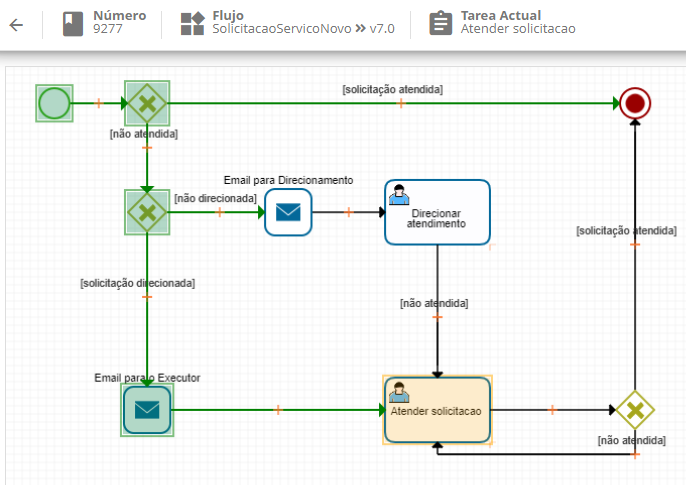 Número
9277
Flujo
SolicitacaoServicoNovo >> v7.0
Tarea Actual
Atender solicitacao
[solicitação atendida]
[não atendida]
Email para Direcionamento
[não direcionada]
Direcionar
atendimento
[solicitação atendida]
[solicitação direcionada]
[não atendida]
Email para o Executor
Atender solicitacao
[não atendida]